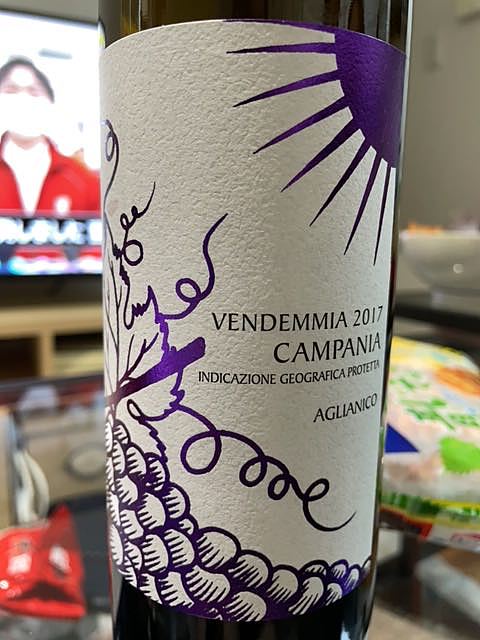 VENDEMMIA 2017
CAMPANIA
INDICAZIONE GEOGRAFICA PROTETTA
AGLIANICO